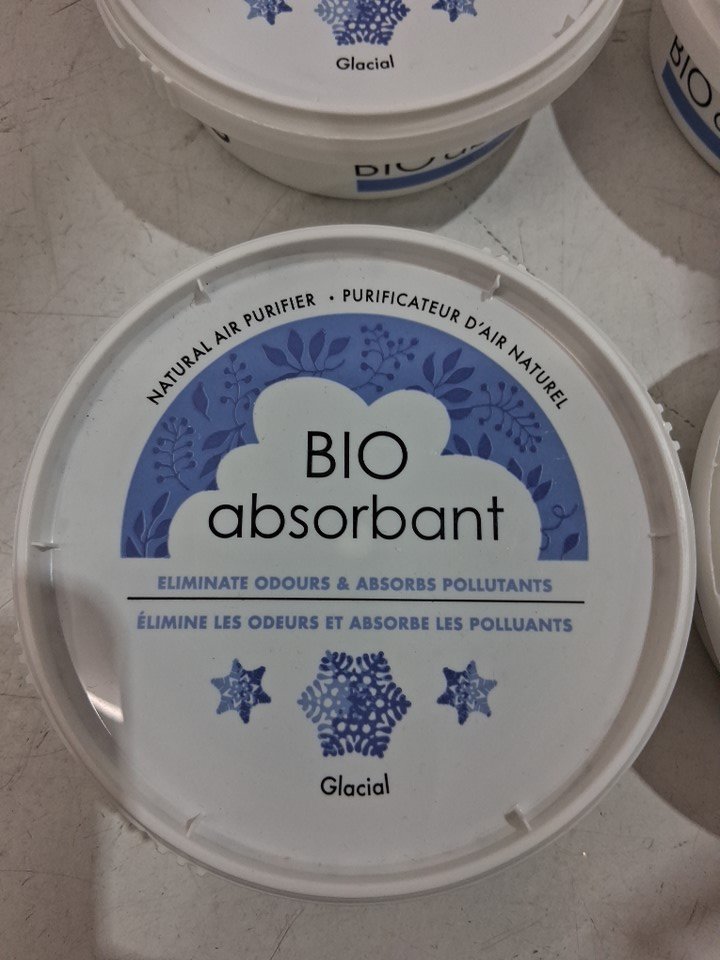 Glacial
BIO
NATURAL AIR PURIFIER • PURIFICATEUR D'AIR NATUREL
BIO
absorbant
ELIMINATE ODOURS & ABSORBS POLLUTANTS
ÉLIMINE LES ODEURS ET ABSORBE LES POLLUANTS
Glacial